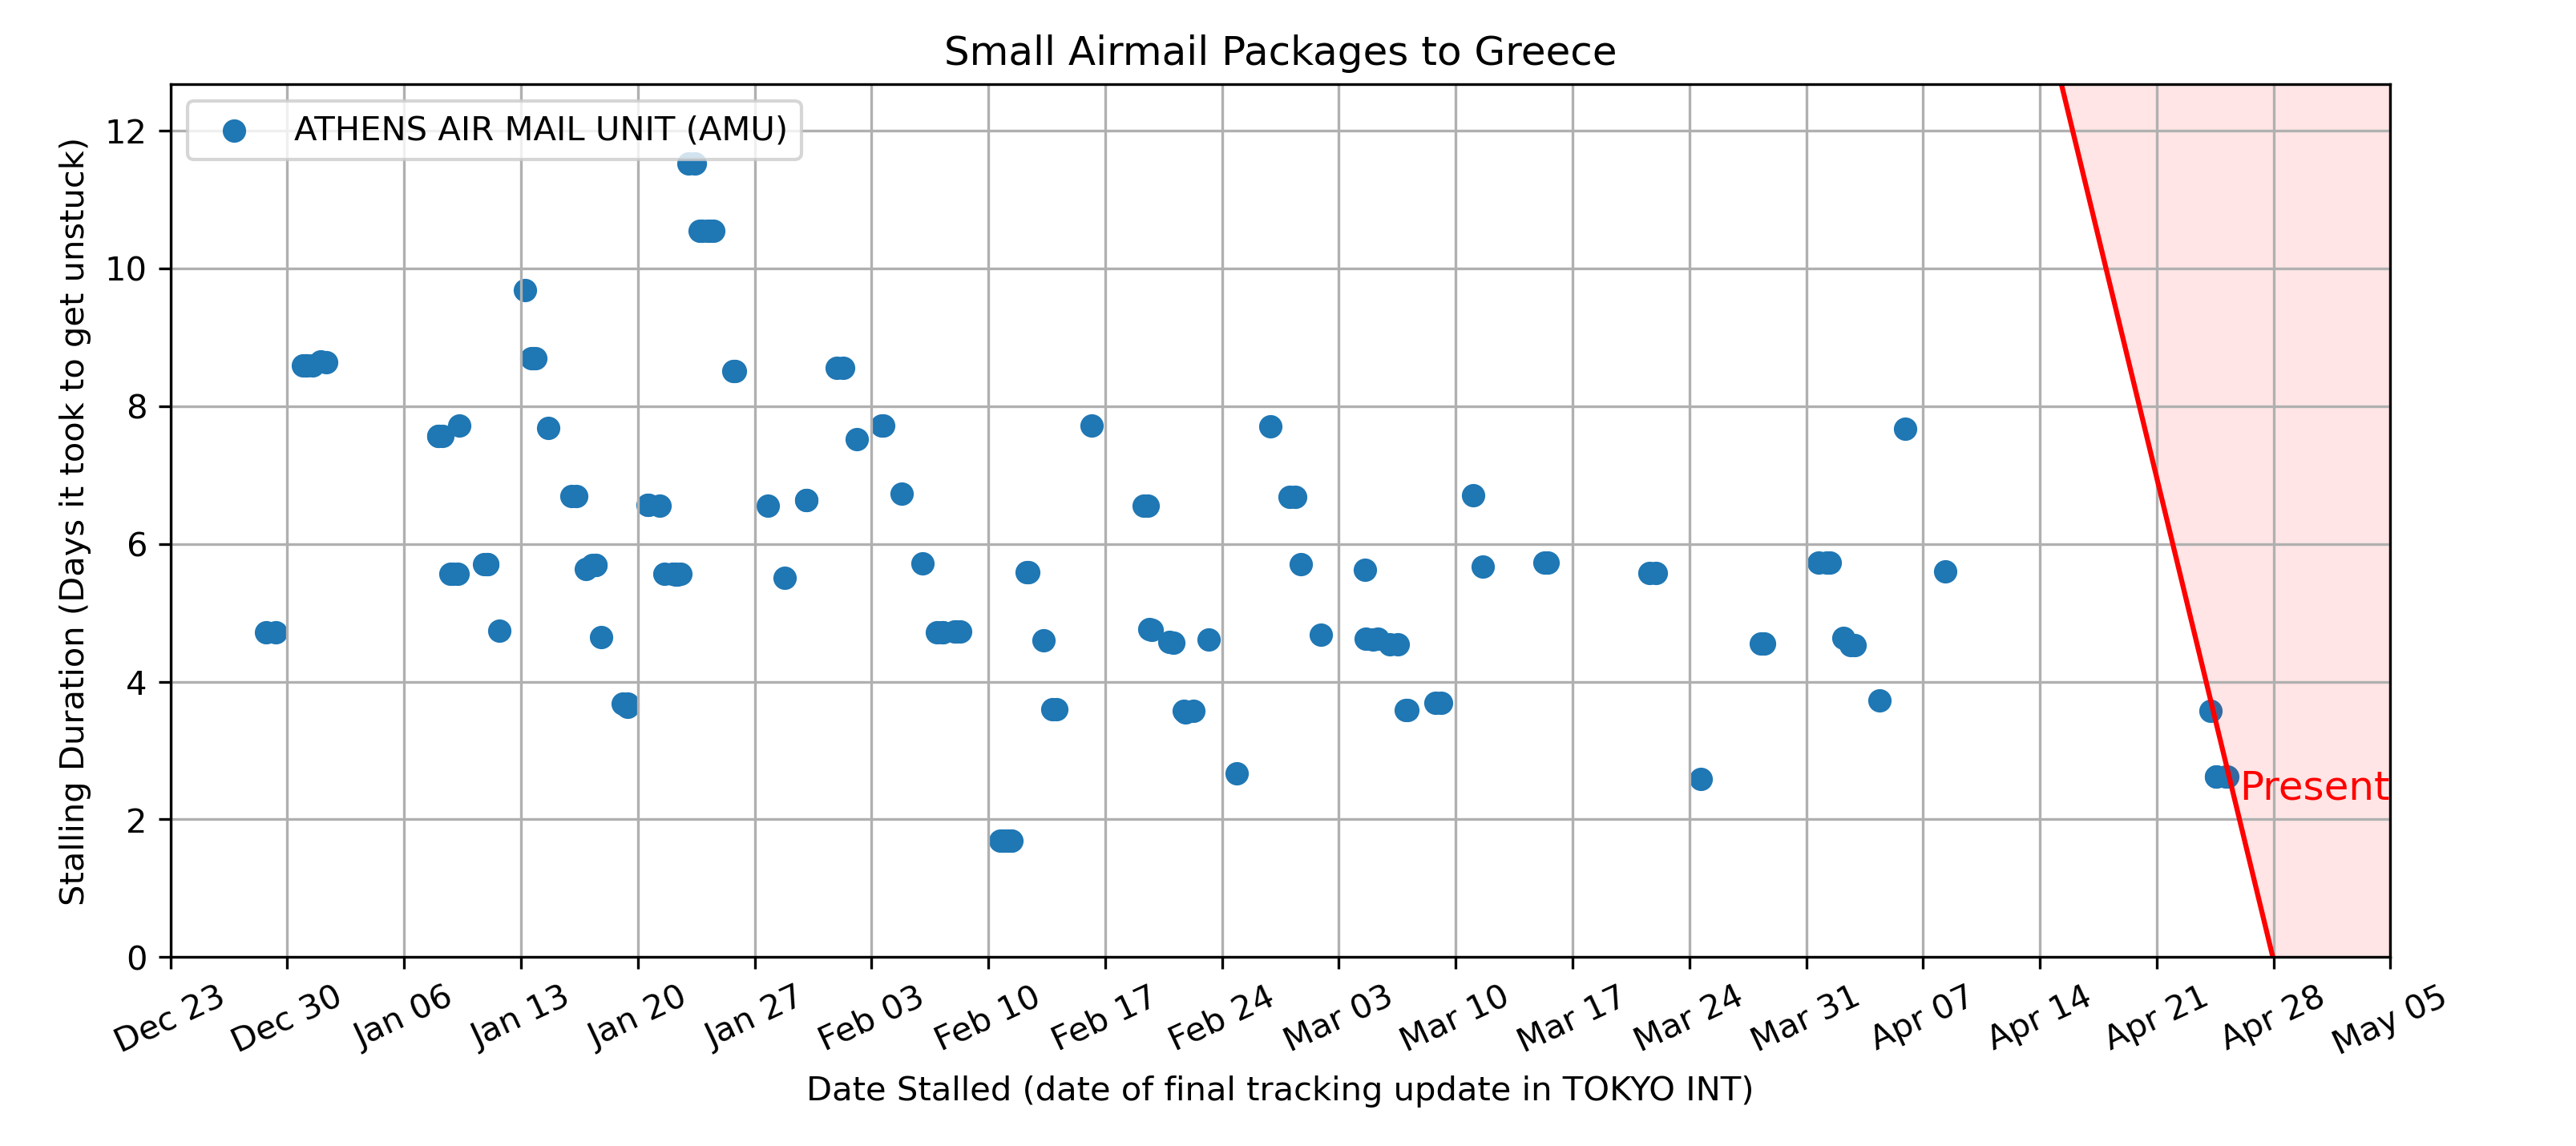 Small Airmail Packages to Greece
ATHENS AIR MAIL UNIT (AMU)
Stalling Duration (Days it took to get unstuck)
12
10
8
6
4
2
0
Present
Dec 23 Dec 30 Jan 06 Jan 13 Jan 20 Jan 27 Feb 03 Feb 10 Feb 17 Feb 24 Mar 03 Mar 10 Mar 17 Mar 24 Mar 31 Apr 07 Apr 14 Apr 21 Apr 28 May 05
Date Stalled (date of final tracking update in TOKYO INT)